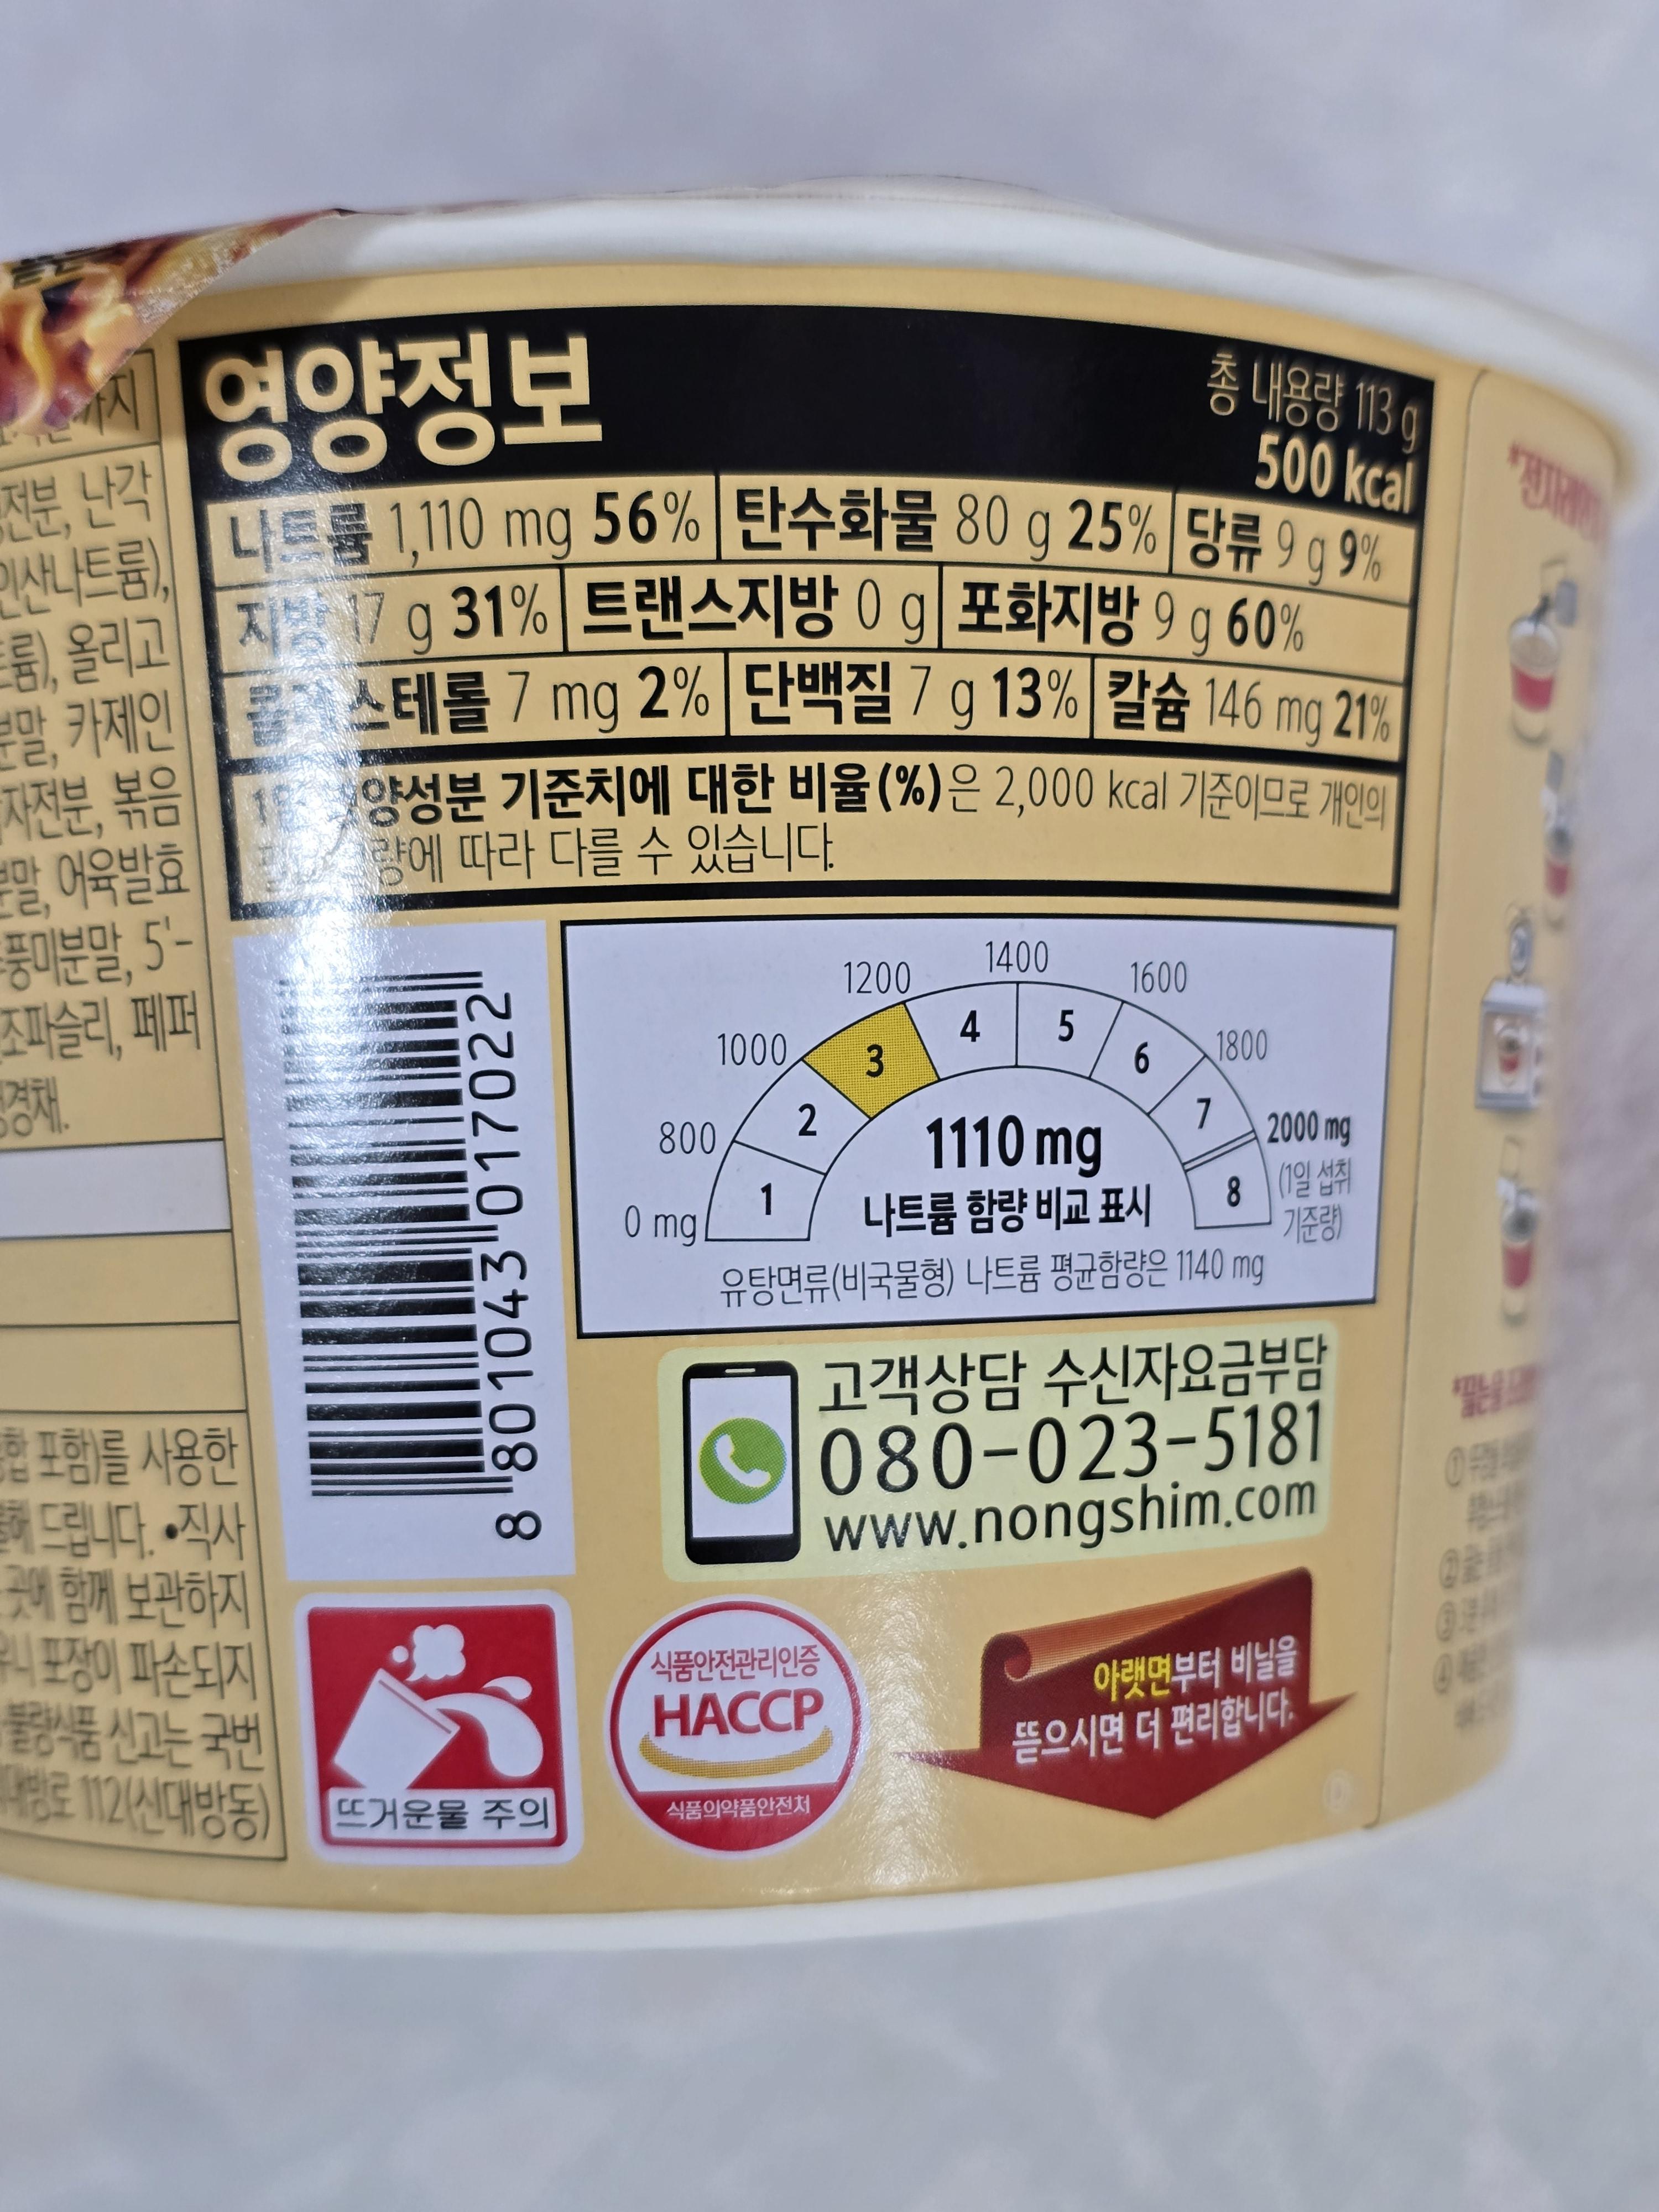 전분, 난각
인산나트륨),
륨), 올리고
분말, 카제인
자전분, 볶음
분말, 어육발효
풍미분말, 5'-
조파슬리, 페퍼
경채.
합 포함)를 사용한
드립니다. •직사
곳에 함께 보관하지
포장이 파손되지
불량식품 신고는 국번
대방로 112(신대방동)
영양정보
총 내용량 113 g
500 kcal
나트륨 1,110 mg 56% 탄수화물 80 g 25% 당류 9 g 9%
지방 17 g 31% 트랜스지방 0 g 포화지방 9 g 60%
콜레스테롤 7 mg 2% 단백질 7 g 13% 칼슘 146 mg 21%
1일 영양성분 기준치에 대한 비율(%)은 2,000 kcal 기준이므로 개인의
필요 열량에 따라 다를 수 있습니다.
8 801043 017022
0 mg 800 1000 1200 1400 1600 1800 2000 mg
(1일 섭취
기준량)
1 2 3 4 5 6 7 8
1110 mg
나트륨 함량 비교 표시
유탕면류(비국물형) 나트륨 평균함량은 1140 mg
고객상담 수신자요금부담
080-023-5181
www.nongshim.com
뜨거운물 주의
식품안전관리인증
HACCP
식품의약품안전처
아랫면부터 비닐을
뜯으시면 더 편리합니다.